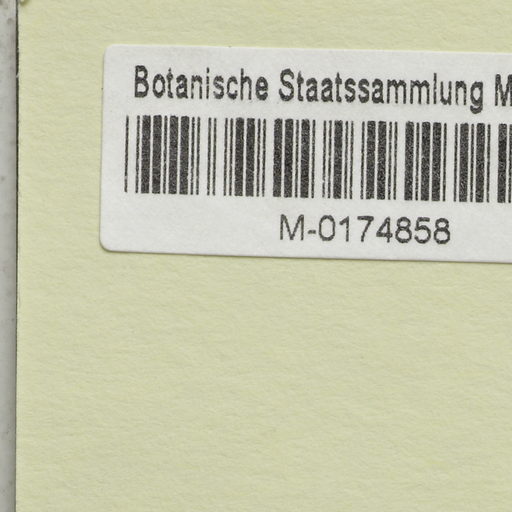 Botanische Staatssammlung M
M-0174858